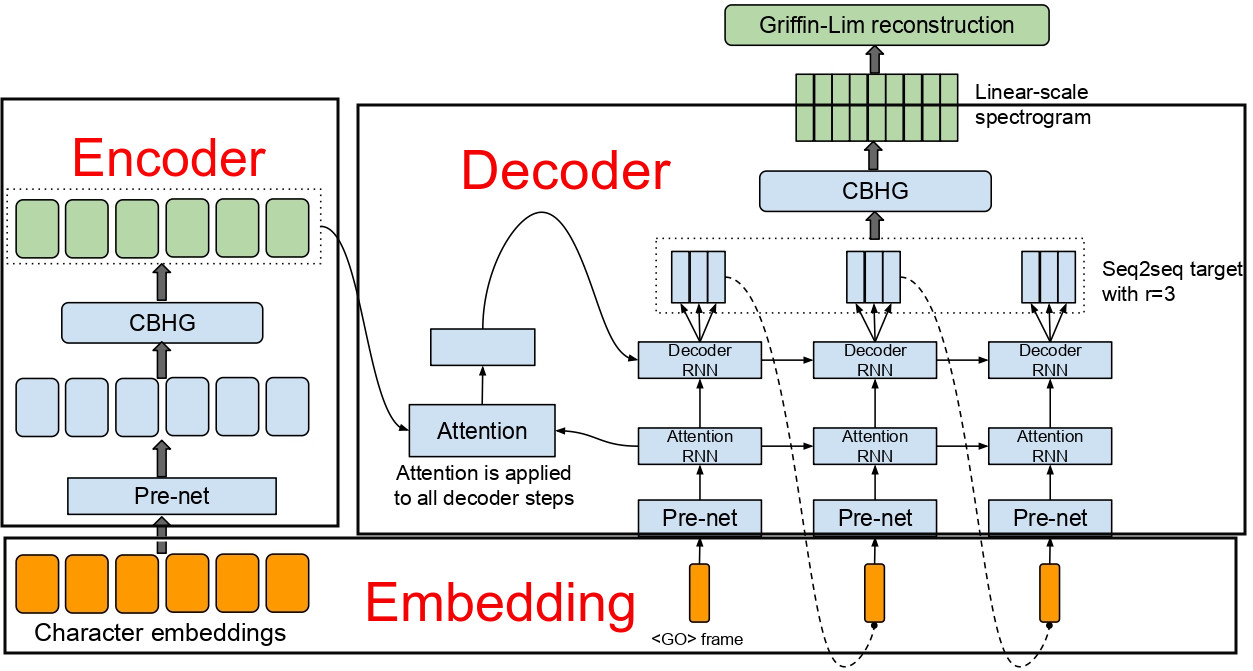 Griffin-Lim reconstruction
Linear-scale
spectrogram
Encoder
Decoder
CBHG
Seq2seq target
with r=3
CBHG
Decoder
RNN
Decoder
RNN
Decoder
RNN
Attention
Attention
RNN
Attention
RNN
Attention
RNN
Attention is applied
to all decoder steps
Pre-net
Pre-net
Pre-net
Pre-net
Embedding
Character embeddings
<GO> frame